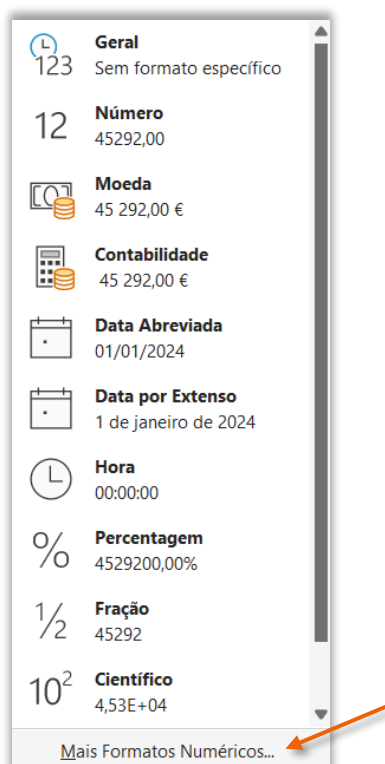 123
Geral
Sem formato específico
12
Número
45292,00
Moeda
45 292,00 €
Contabilidade
45 292,00 €
Data Abreviada
01/01/2024
Data por Extenso
1 de janeiro de 2024
Hora
00:00:00
%
Percentagem
4529200,00%
1/2
Fração
45292
10²
Científico
4,53E+04
Mais Formatos Numéricos...